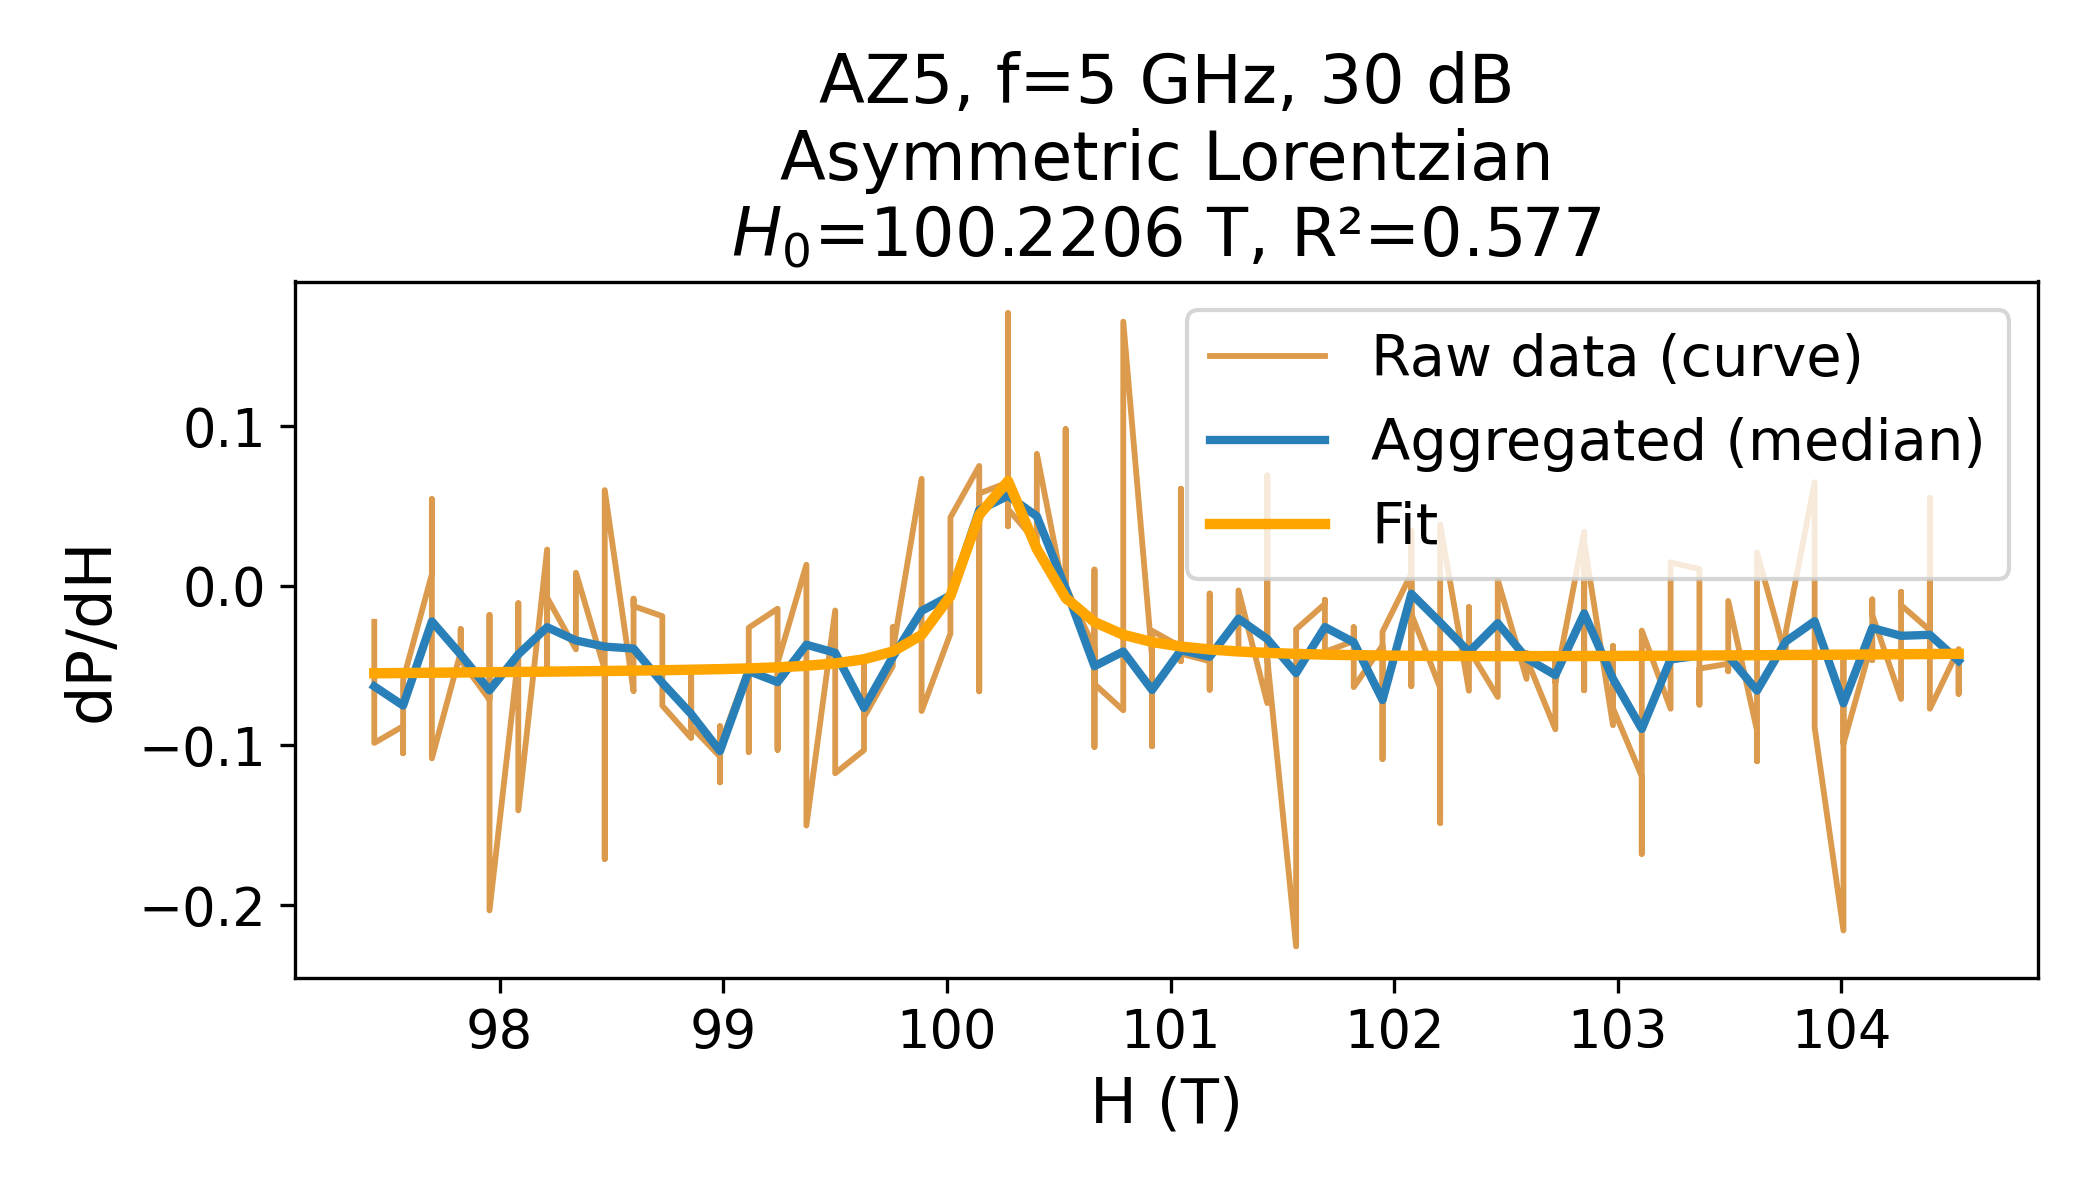 AZ5, f=5 GHz, 30 dB
Asymmetric Lorentzian
H₀=100.2206 T, R²=0.577
Raw data (curve)
Aggregated (median)
Fit
dP/dH
0.1
0.0
−0.1
−0.2
98 99 100 101 102 103 104
H (T)